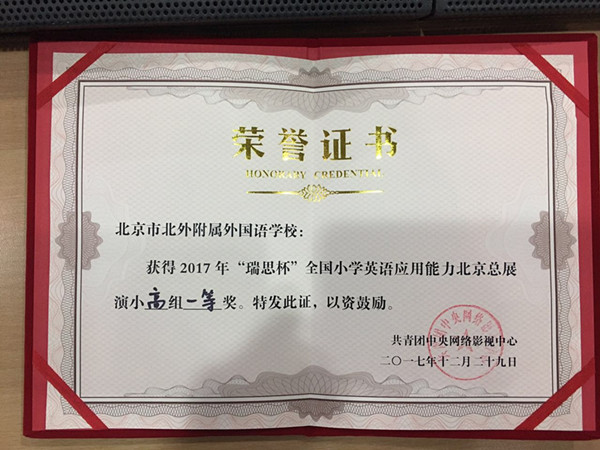 荣誉证书
HONORARY CREDENTIAL
北京市北外附属外国语学校：
获得2017年“瑞思杯”全国小学英语应用能力北京总展
演小高组一等奖。特发此证，以资鼓励。
共青团中央网络影视中心
二〇一七年十二月二十九日